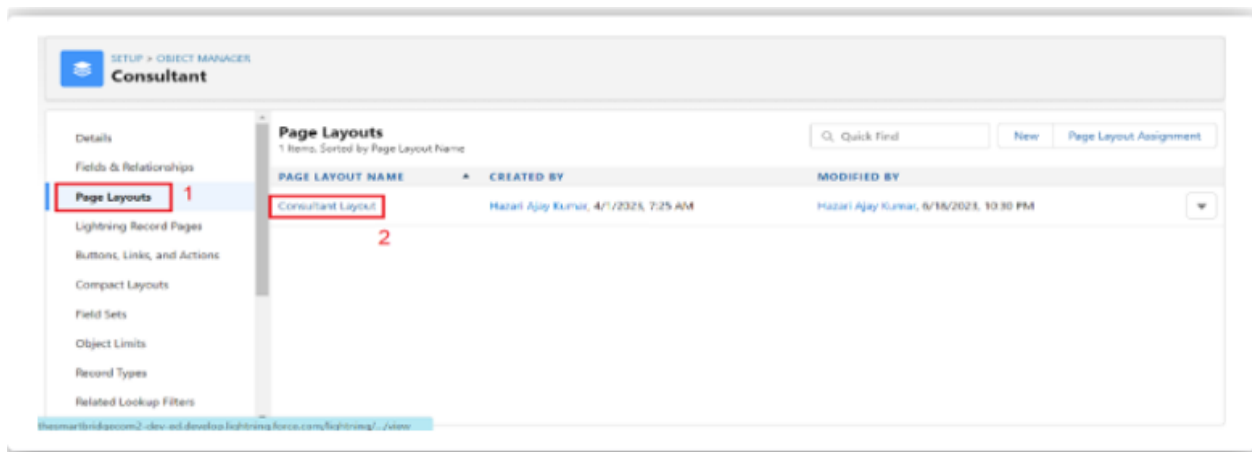 SETUP > OBJECT MANAGER
Consultant
Details
Fields & Relationships
Page Layouts 1
Lightning Record Pages
Buttons, Links, and Actions
Compact Layouts
Field Sets
Object Limits
Record Types
Related Lookup Filters
Page Layouts
1 Items, Sorted by Page Layout Name
Quick Find
New
Page Layout Assignment
PAGE LAYOUT NAME CREATED BY MODIFIED BY
Consultant Layout Hazari Ajay Kumar, 4/1/2023, 7:25 AM Hazari Ajay Kumar, 6/18/2023, 10:30 PM
2
thesmartbridgecom2-dev-ed.develop.lightning.force.com/lightning/.../view